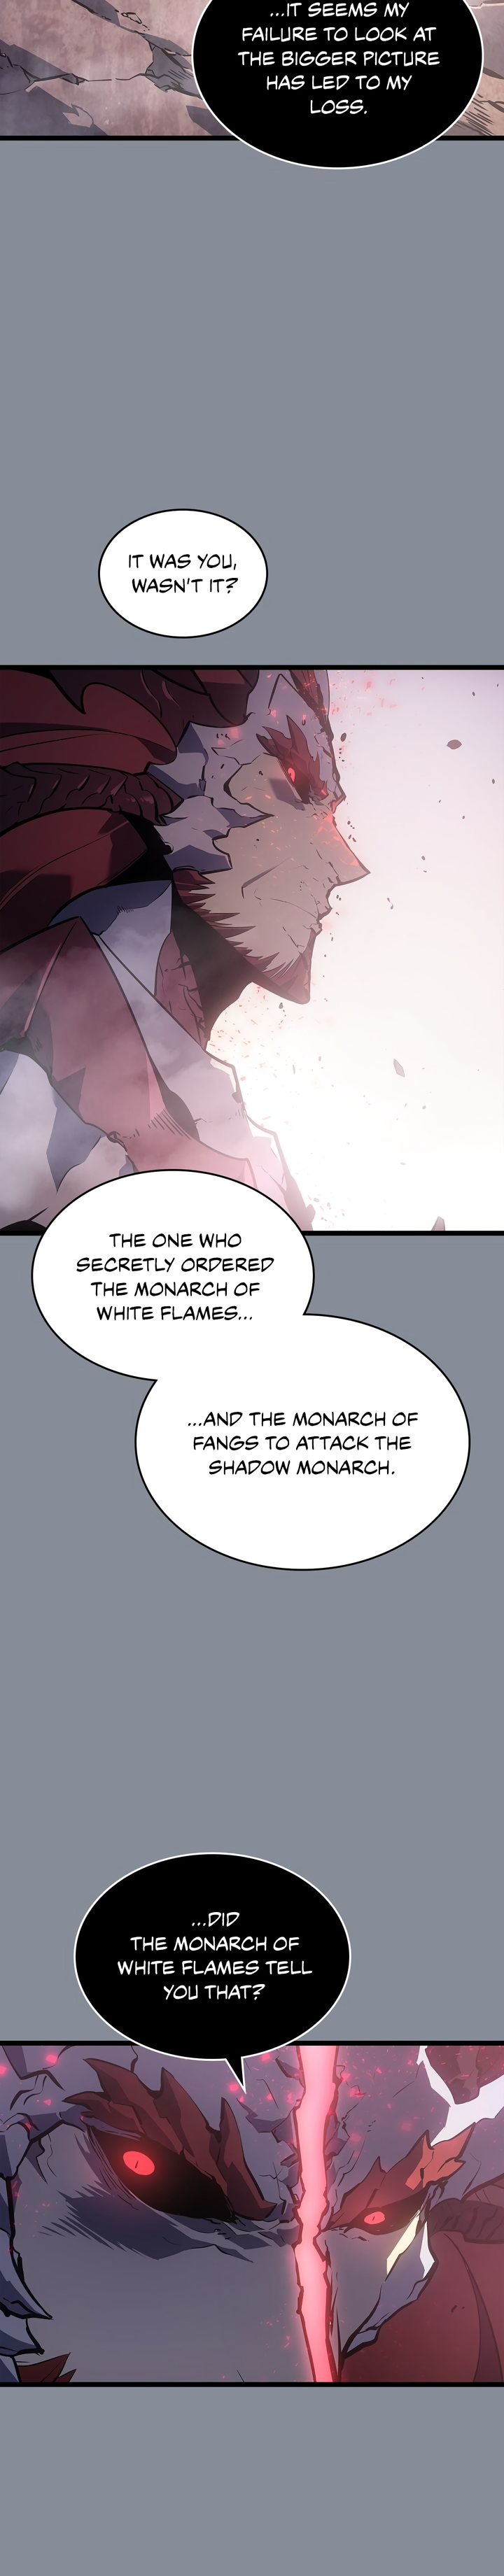 ...IT SEEMS MY
FAILURE TO LOOK AT
THE BIGGER PICTURE
HAS LED TO MY
LOSS.
IT WAS YOU,
WASN'T IT?
THE ONE WHO
SECRETLY ORDERED
THE MONARCH OF
WHITE FLAMES...
...AND THE MONARCH OF
FANGS TO ATTACK THE
SHADOW MONARCH.
...DID
THE MONARCH OF
WHITE FLAMES TELL
YOU THAT?